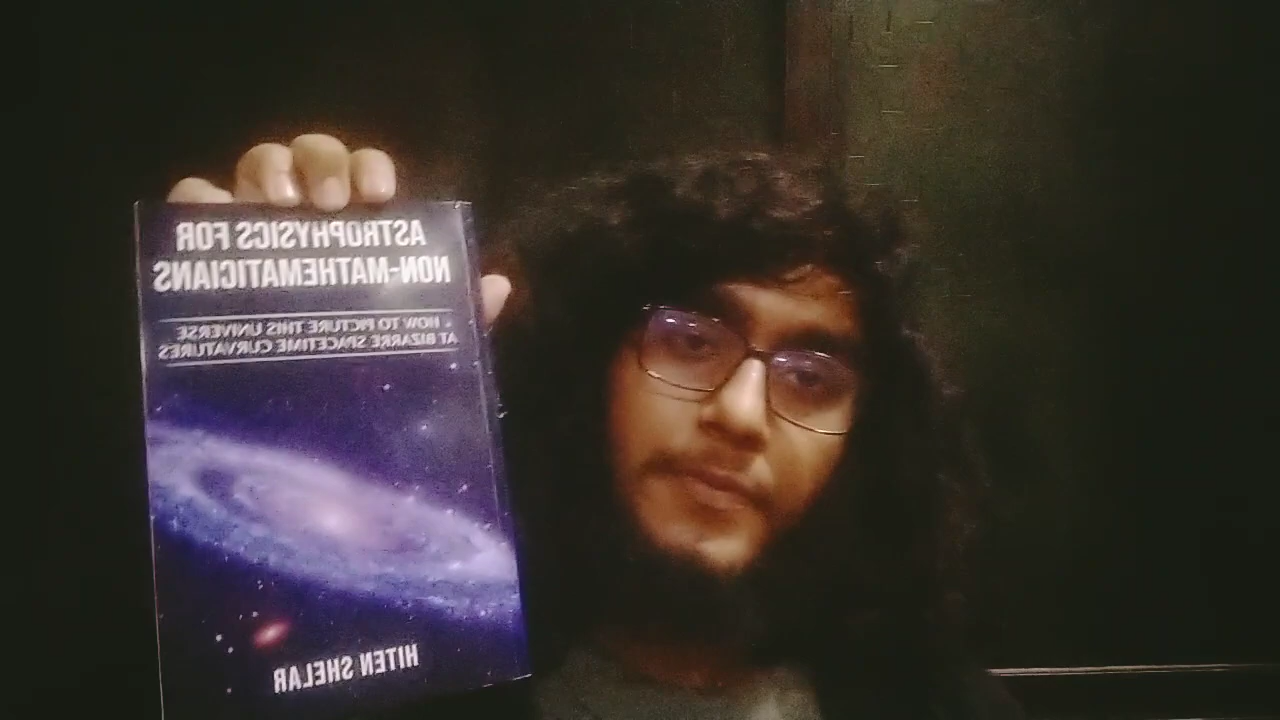 ASTROPHYSICS FOR
NON-MATHEMATICIANS
HOW TO PICTURE THIS UNIVERSE
AT BIZARRE SPACETIME CURVATURES
HITEN SHELAR